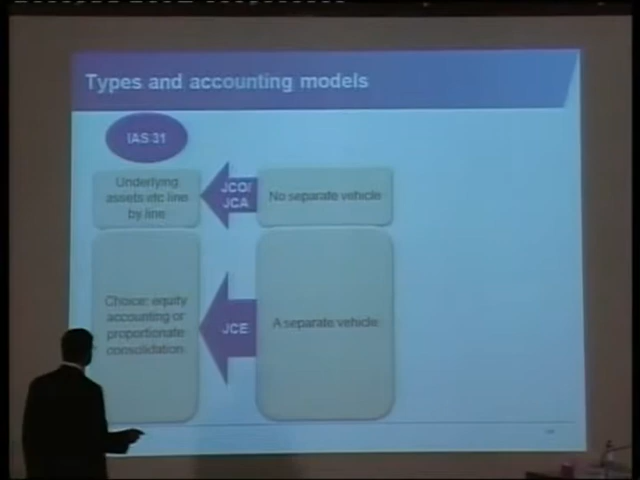 Types and accounting models
IAS 31
Underlying
assets etc line
by line
JCO/
JCA
No separate vehicle
Choice: equity
accounting or
proportionate
consolidation
JCE
A separate vehicle